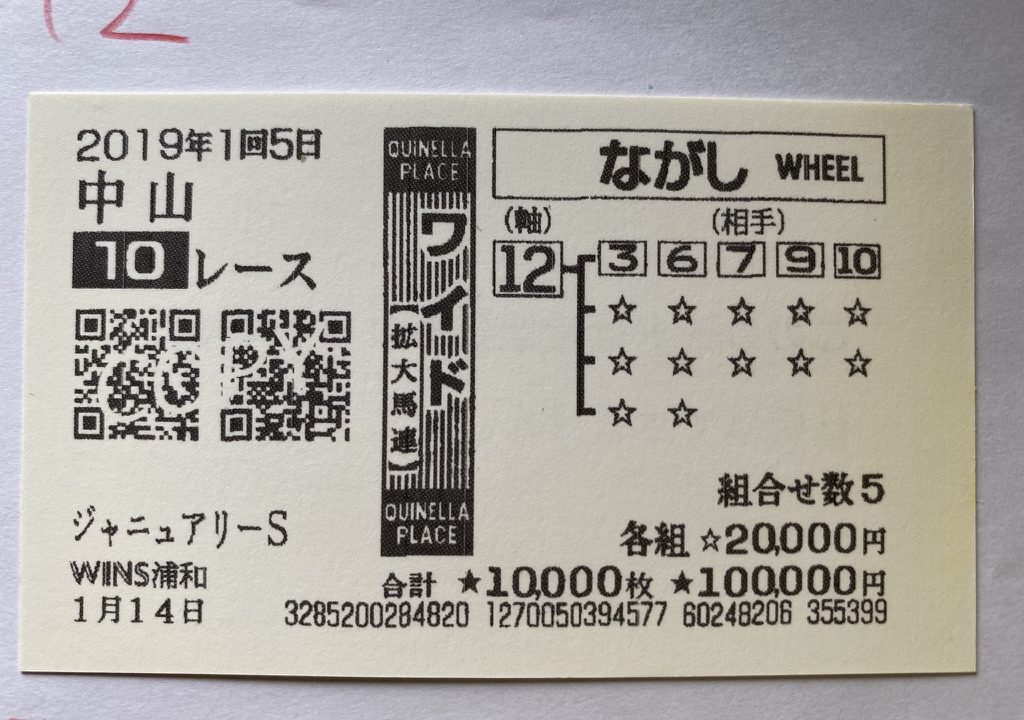 12
2019年1回5日
中山
10レース
COPY
ジャニュアリーS
WINS浦和
1月14日
QUINELLA
PLACE
ワイド
【拡大馬連】
QUINELLA
PLACE
ながし WHEEL
(軸) (相手)
12 3 6 7 9 10
☆ ☆ ☆ ☆ ☆
☆ ☆ ☆ ☆ ☆
☆ ☆
組合せ数5
各組 ☆20,000円
合計 ★10,000枚 ★100,000円
3285200284820 1270050394577 60248206 355399